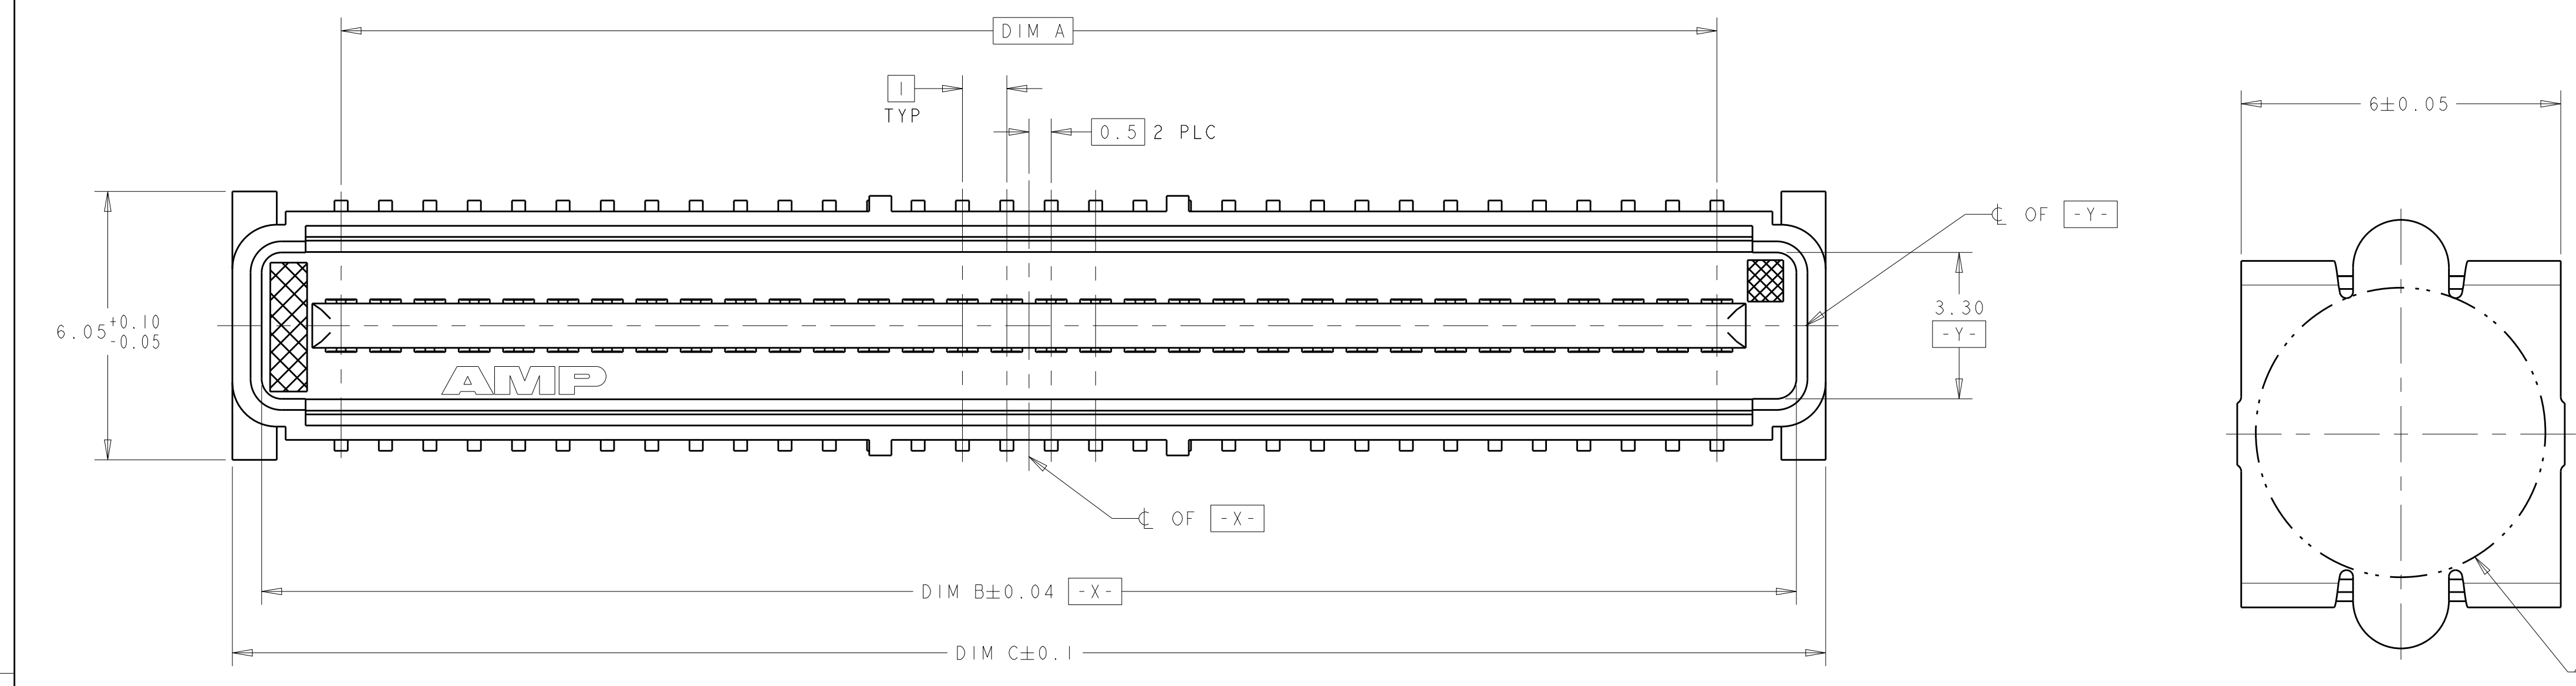 DIM A
1
TYP
0.5 2 PLC
6±0.05
℄ OF -Y-
6.05 +0.10 -0.05
3.30
-Y-
AMP
℄ OF -X-
DIM B±0.04 -X-
DIM C±0.1